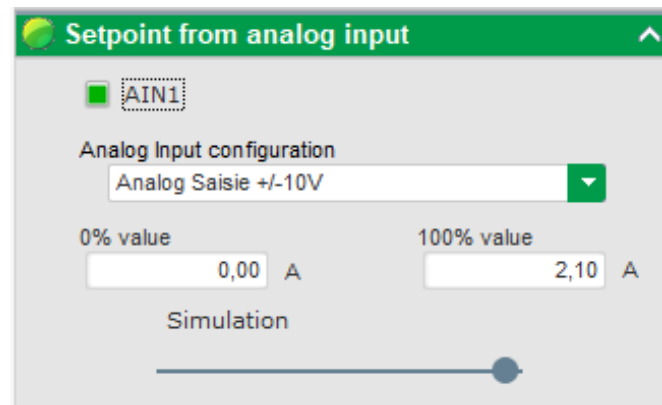 Setpoint from analog input
AIN1
Analog Input configuration
Analog Saisie +/-10V
0% value 100% value
0,00 A 2,10 A
Simulation